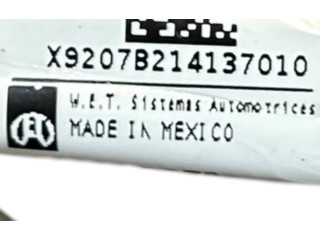 X9207B214137010
W.E.T. Sistemas Automotrices
MADE IN MEXICO